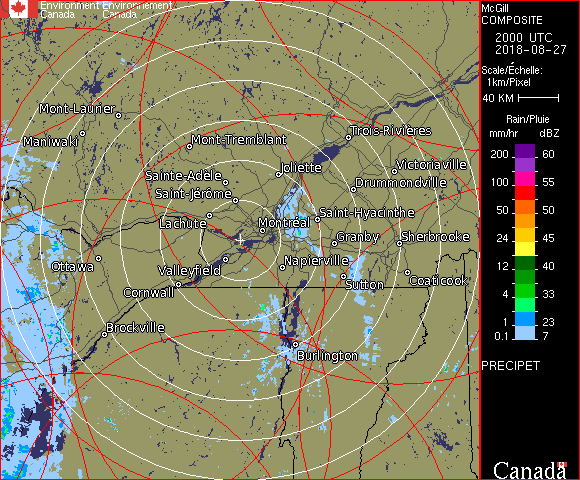 Environment Environnement
Canada Canada
McGill
COMPOSITE
2000 UTC
2018-08-27
Scale/Échelle:
1km/Pixel
40 KM
Rain/Pluie
mm/hr dBZ
200 60
100 55
50 50
24 45
12 40
4 33
1 23
0.1 7
PRECIPET
Canada
Mont-Laurier
Maniwaki
Mont-Tremblant
Trois-Rivières
Victoriaville
Joliette
Sainte-Adèle
Drummondville
Saint-Jérôme
Saint-Hyacinthe
Lachute
Montréal
Granby
Sherbrooke
Ottawa
Valleyfield
Napierville
Cornwall
Sutton
Coaticook
Brockville
Burlington